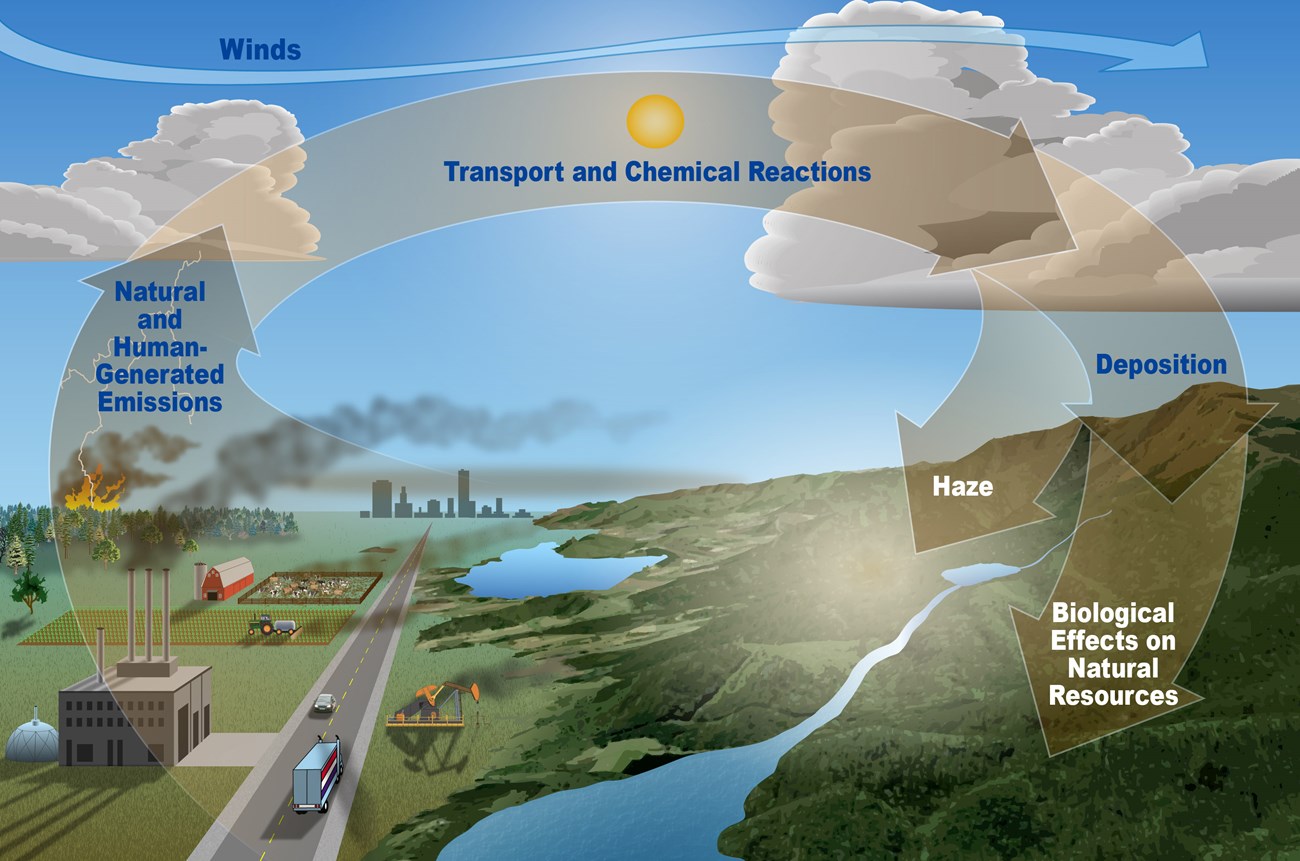 Winds
Transport and Chemical Reactions
Natural
and
Human-
Generated
Emissions
Deposition
Haze
Biological
Effects on
Natural
Resources